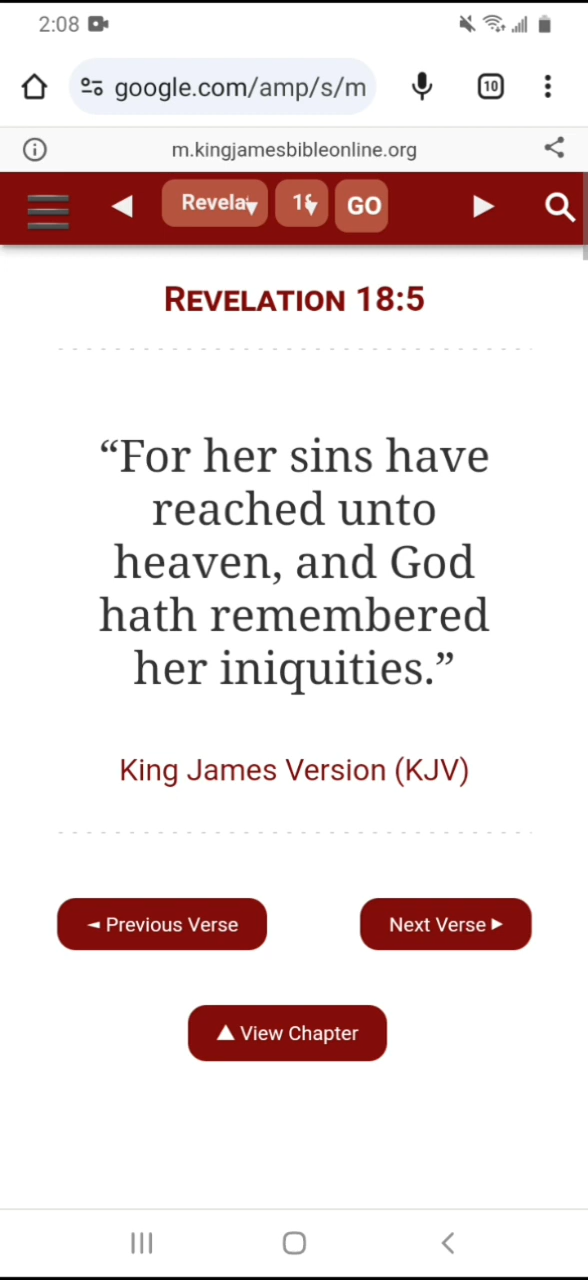 2:08
google.com/amp/s/m
10
m.kingjamesbibleonline.org
Revela
GO
REVELATION 18:5
“For her sins have
reached unto
heaven, and God
hath remembered
her iniquities.”
King James Version (KJV)
◄ Previous Verse
Next Verse ►
▲ View Chapter